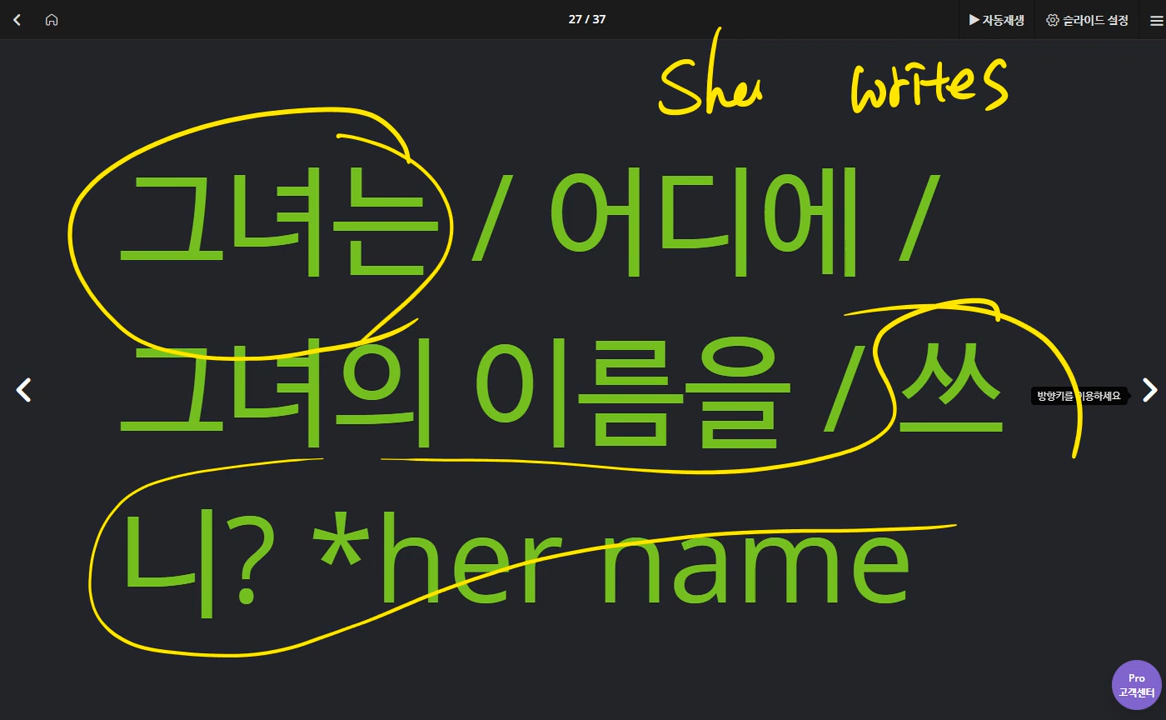 27 / 37
▶ 자동재생
슬라이드 설정
She writes
그녀는 / 어디에 /
그녀의 이름을 / 쓰
방향키를 이용하세요
니? *her name
Pro
고객센터